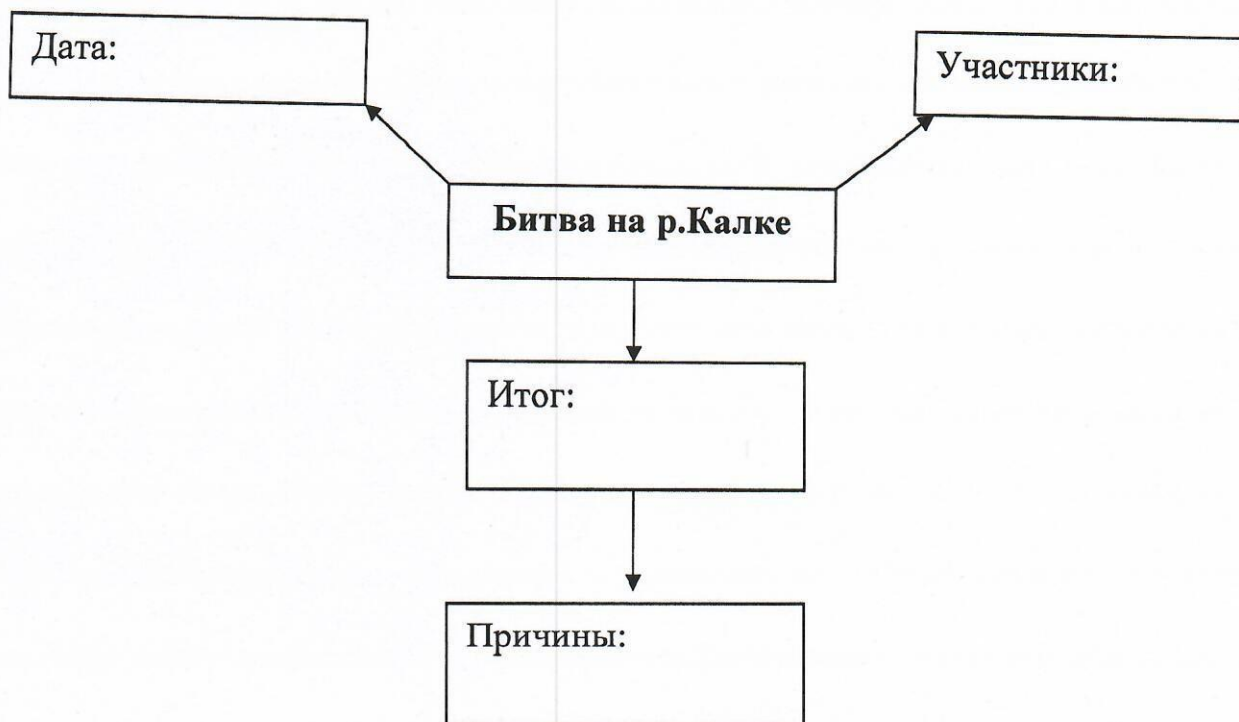 Дата:
Участники:
Битва на р.Калке
Итог:
Причины: